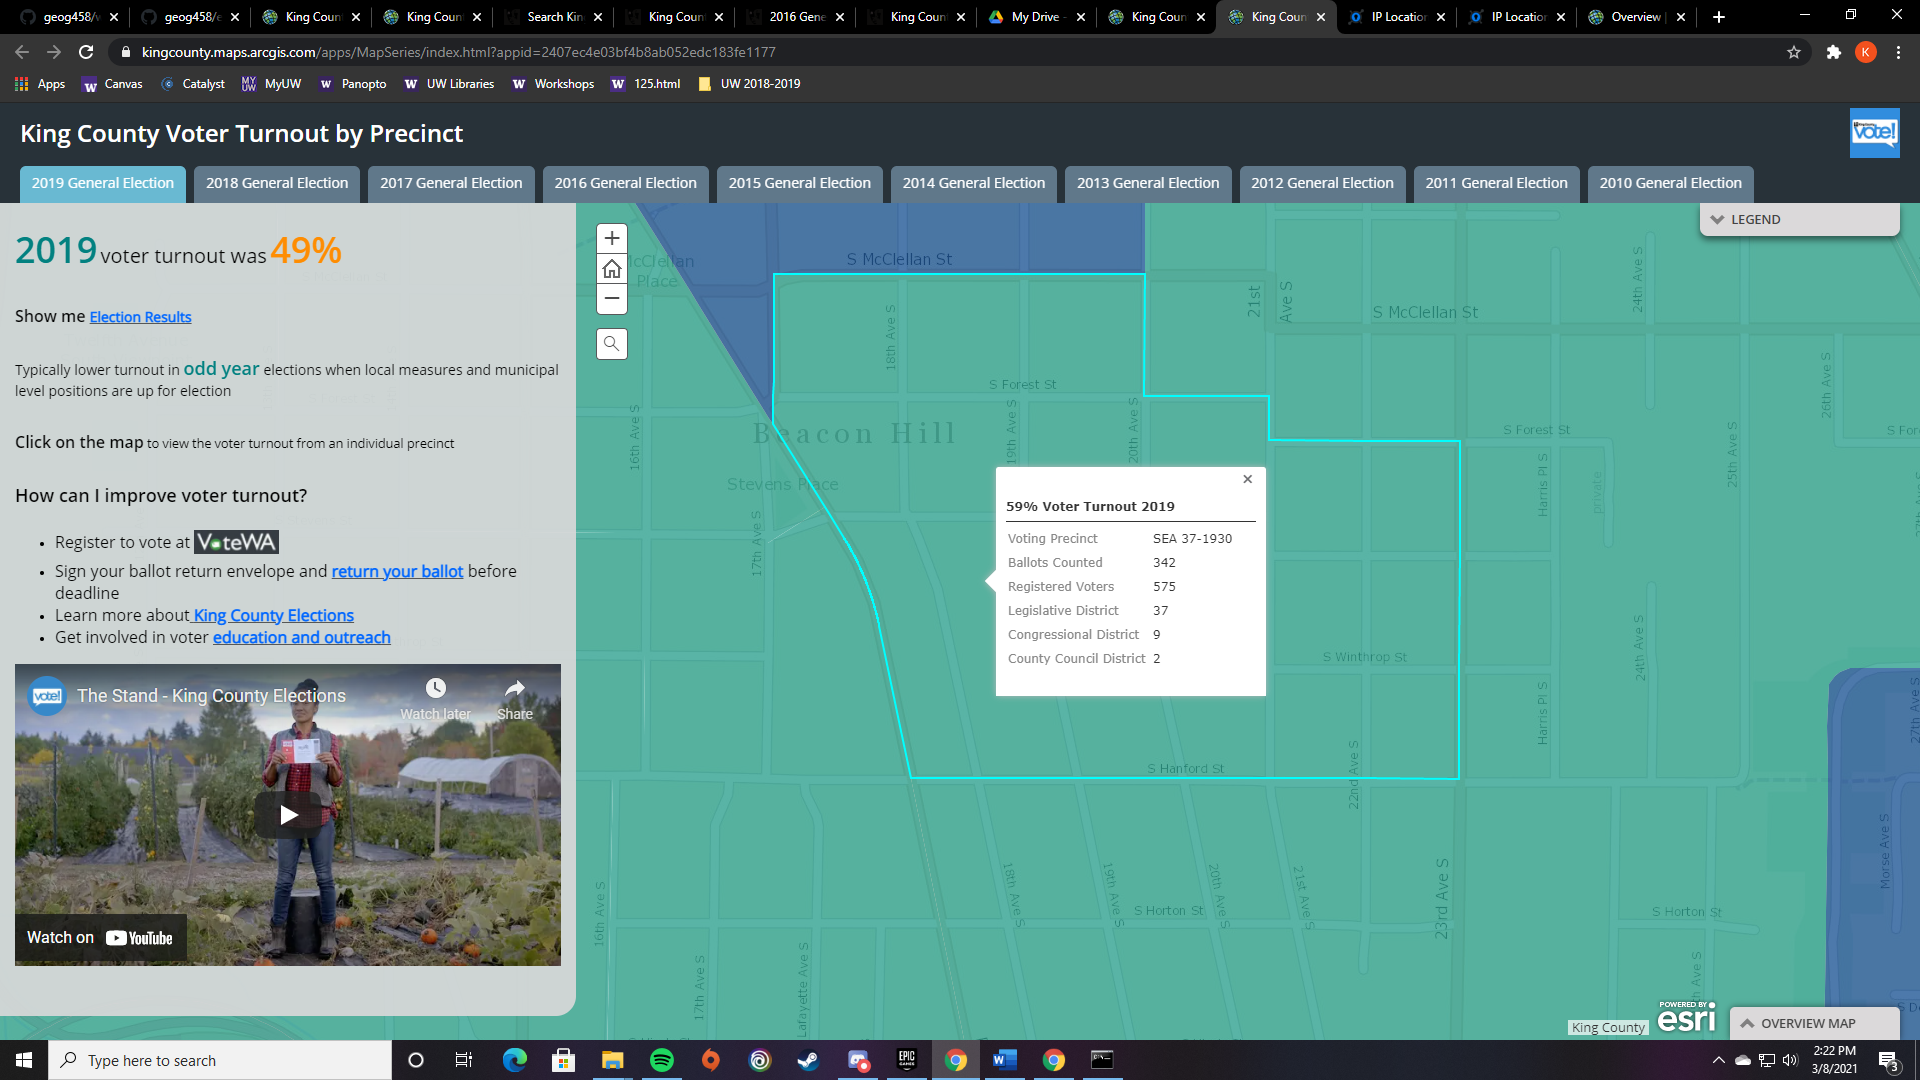 geog458/v
geog458/e
King Count
King Count
Search Kin
King Count
2016 Gene
King Count
My Drive -
King Count
King Count
IP Location
IP Location
Overview |
kingcounty.maps.arcgis.com/apps/MapSeries/index.html?appid=2407ec4e03bf4b8ab052edc183fe1177
K
Apps
Canvas
Catalyst
MyUW
Panopto
UW Libraries
Workshops
125.html
UW 2018-2019
King County Voter Turnout by Precinct
Vote!
2019 General Election
2018 General Election
2017 General Election
2016 General Election
2015 General Election
2014 General Election
2013 General Election
2012 General Election
2011 General Election
2010 General Election
2019 voter turnout was 49%
Show me Election Results
Typically lower turnout in odd year elections when local measures and municipal
level positions are up for election
Click on the map to view the voter turnout from an individual precinct
How can I improve voter turnout?
• Register to vote at VoteWA
• Sign your ballot return envelope and return your ballot before
deadline
• Learn more about King County Elections
• Get involved in voter education and outreach
vote!
The Stand - King County Elections
Watch later
Share
Watch on YouTube
LEGEND
S McClellan St
cClellan
Place
21st
Ave S
S McClellan St
24th Ave S
18th Ave S
26th Ave S
S Forest St
16th Ave S
19th Ave S
20th Ave S
25th Ave S
Beacon Hill
S Forest St
S For
Stevens Place
Harris Pl S
private
17th Ave S
59% Voter Turnout 2019
Voting Precinct SEA 37-1930
Ballots Counted 342
Registered Voters 575
Legislative District 37
Congressional District 9
County Council District 2
24th Ave S
S Winthrop St
Harris Pl S
27th Ave S
S Hanford St
22nd Ave S
Morse Ave S
18th Ave S
19th Ave S
20th Ave S
21st Ave S
23rd Ave S
16th Ave S
S Horton St
S Horton St
17th Ave S
Lafayette Ave S
King County
POWERED BY
esri
OVERVIEW MAP
Type here to search
EPIC
GAMES
2:22 PM
3/8/2021
3